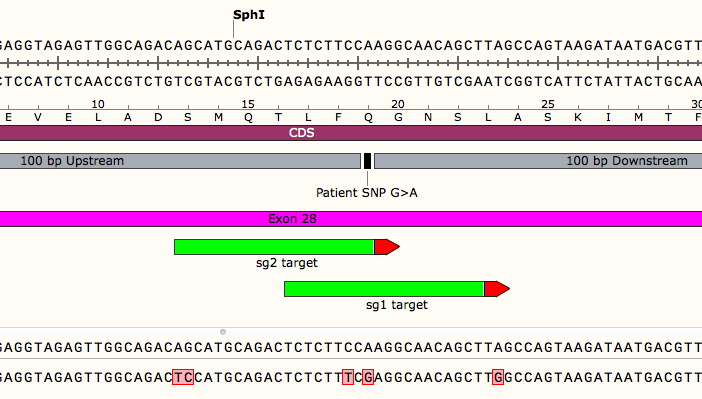 SphI
GAGGTAGAGTTGGCAGACAGCATGCAGACTCTCTTCCAAGGCAACAGCTTAGCCAGTAAGATAATGACGTT
CTCCATCTCAACCGTCTGTCGTACGTCTGAGAGAAGGTTCCGTTGTCGAATCGGTCATTCTATTACTGCAA
10 15 20 25 30
E V E L A D S M Q T L F Q G N S L A S K I M T F
CDS
100 bp Upstream 100 bp Downstream
Patient SNP G>A
Exon 28
sg2 target
sg1 target
GAGGTAGAGTTGGCAGACAGCATGCAGACTCTCTTCCAAGGCAACAGCTTAGCCAGTAAGATAATGACGTT
GAGGTAGAGTTGGCAGACTCCATGCAGACTCTCTTTCGAGGCAACAGCTTGGCCAGTAAGATAATGACGTT